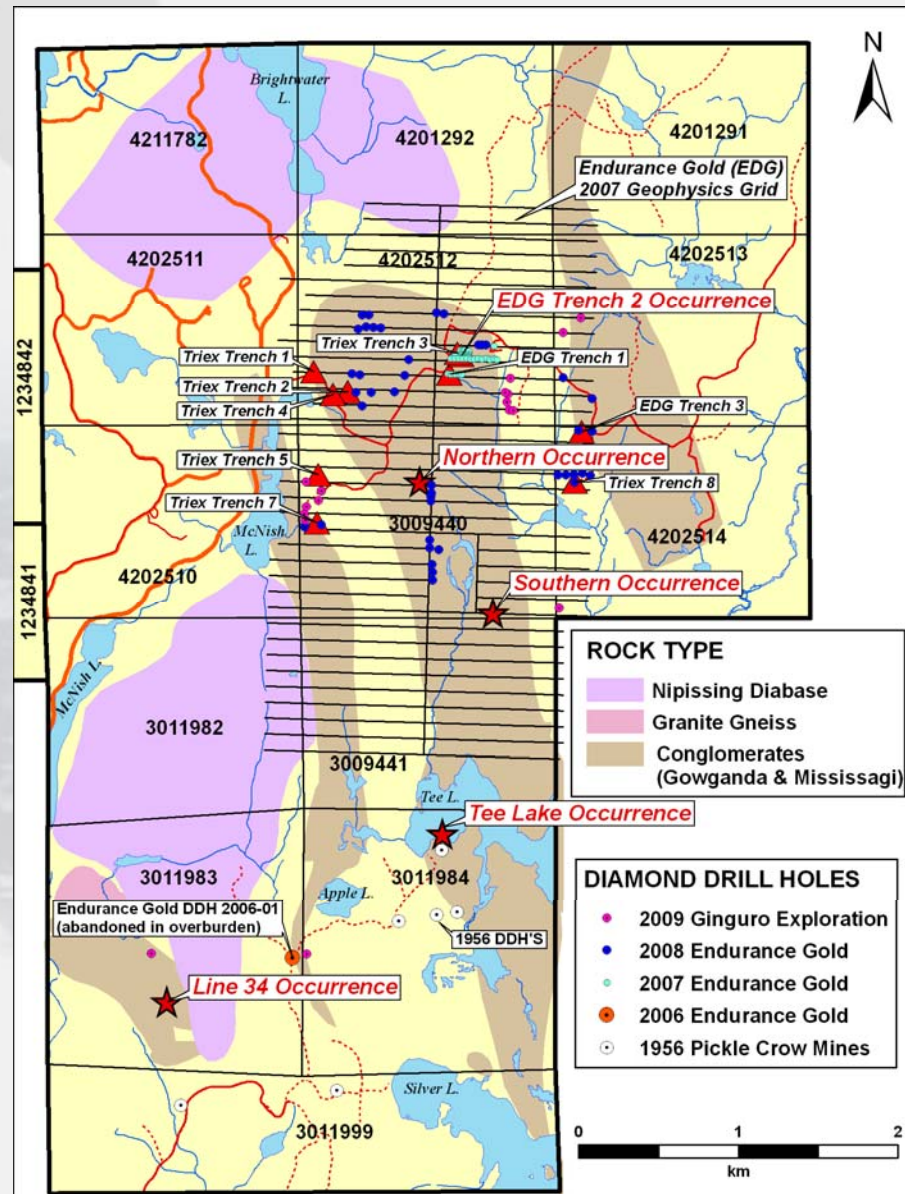 N
Brightwater
L.
4211782
4201292
4201291
Endurance Gold (EDG)
2007 Geophysics Grid
4202511
4202512
4202513
EDG Trench 2 Occurrence
Triex Trench 3
Triex Trench 1
EDG Trench 1
1234842
Triex Trench 2
Triex Trench 4
EDG Trench 3
Triex Trench 5
Northern Occurrence
Triex Trench 8
Triex Trench 7
3009440
McNish
L.
4202514
4202510
1234841
Southern Occurrence
McNish L.
3011982
3009441
Tee L.
Tee Lake Occurrence
3011983
3011984
Apple L.
Endurance Gold DDH 2006-01
(abandoned in overburden)
1956 DDH'S
Line 34 Occurrence
Silver L.
3011999
ROCK TYPE
Nipissing Diabase
Granite Gneiss
Conglomerates
(Gowganda & Mississagi)
DIAMOND DRILL HOLES
2009 Ginguro Exploration
2008 Endurance Gold
2007 Endurance Gold
2006 Endurance Gold
1956 Pickle Crow Mines
0 1 2
km